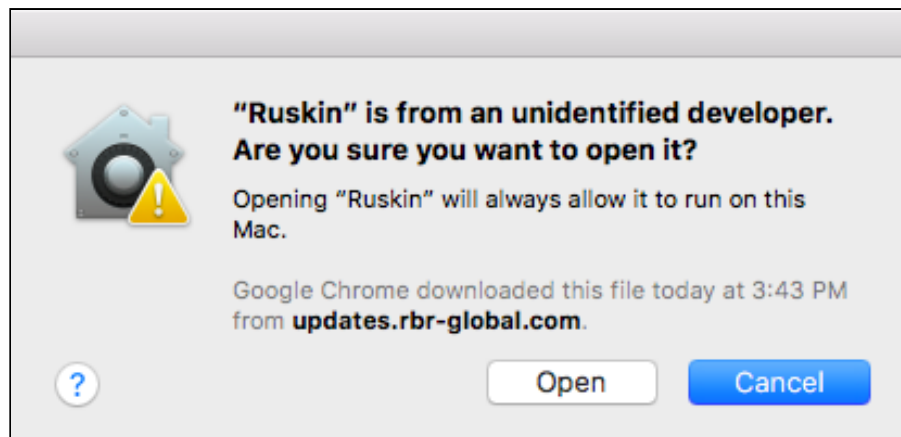 “Ruskin” is from an unidentified developer.
Are you sure you want to open it?
Opening “Ruskin” will always allow it to run on this
Mac.
Google Chrome downloaded this file today at 3:43 PM
from updates.rbr-global.com.
?
Open
Cancel